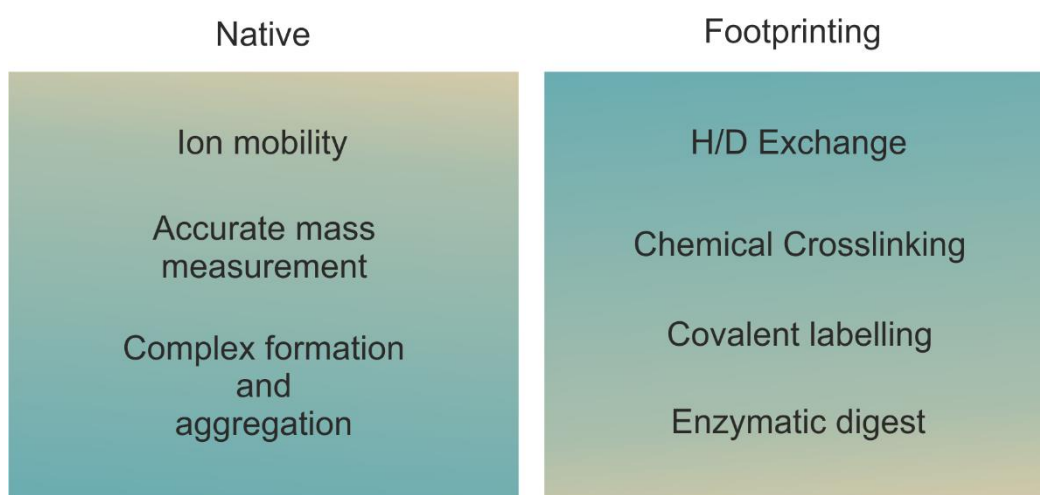 Native
Ion mobility
Accurate mass
measurement
Complex formation
and
aggregation
Footprinting
H/D Exchange
Chemical Crosslinking
Covalent labelling
Enzymatic digest